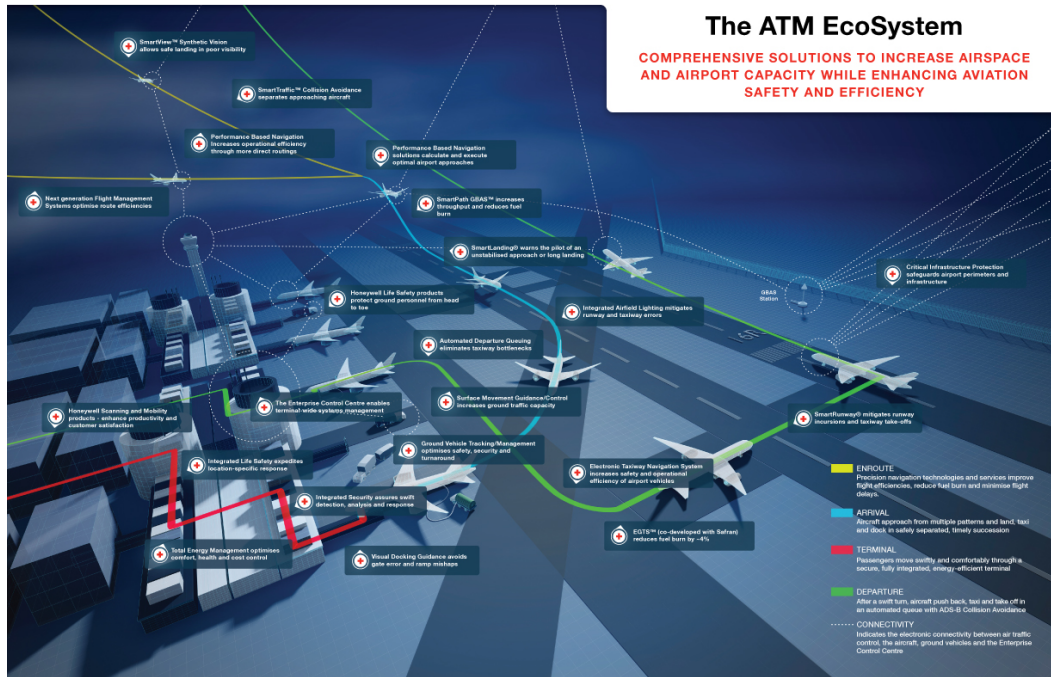 The ATM EcoSystem
COMPREHENSIVE SOLUTIONS TO INCREASE AIRSPACE
AND AIRPORT CAPACITY WHILE ENHANCING AVIATION
SAFETY AND EFFICIENCY
SmartView™ Synthetic Vision
allows safe landing in poor visibility
SmartTraffic™ Collision Avoidance
separates approaching aircraft
Performance Based Navigation
Increases operational efficiency
through more direct routings
Performance Based Navigation
solutions calculate and execute
optimal airport approaches
Next generation Flight Management
Systems optimise route efficiencies
SmartPath GBAS™ increases
throughput and reduces fuel
burn
SmartLanding® warns the pilot of an
unstabilised approach or long landing
Critical Infrastructure Protection
safeguards airport perimeters and
infrastructure
GBAS
Station
Honeywell Life Safety products
protect ground personnel from head
to toe
Integrated Airfield Lighting mitigates
runway and taxiway errors
Automated Departure Queuing
eliminates taxiway bottlenecks
The Enterprise Control Centre enables
terminal-wide systems management
Surface Movement Guidance/Control
increases ground traffic capacity
Honeywell Scanning and Mobility
products - enhance productivity and
customer satisfaction
SmartRunway® mitigates runway
incursions and taxiway take-offs
Ground Vehicle Tracking/Management
optimises safety, security and
turnaround
Integrated Life Safety expedites
location-specific response
Electronic Taxiway Navigation System
increases safety and operational
efficiency of airport vehicles
Integrated Security assures swift
detection, analysis and response
EGTS™ (co-developed with Safran)
reduces fuel burn by ~4%
Total Energy Management optimises
comfort, health and cost control
Visual Docking Guidance avoids
gate error and ramp mishaps
ENROUTE
Precision navigation technologies and services improve
flight efficiencies, reduce fuel burn and minimise flight
delays.
ARRIVAL
Aircraft approach from multiple patterns and land, taxi
and dock in safely separated, timely succession
TERMINAL
Passengers move swiftly and comfortably through a
secure, fully integrated, energy-efficient terminal
DEPARTURE
After a swift turn, aircraft push back, taxi and take off in
an automated queue with ADS-B Collision Avoidance
CONNECTIVITY
Indicates the electronic connectivity between air traffic
control, the aircraft, ground vehicles and the Enterprise
Control Centre